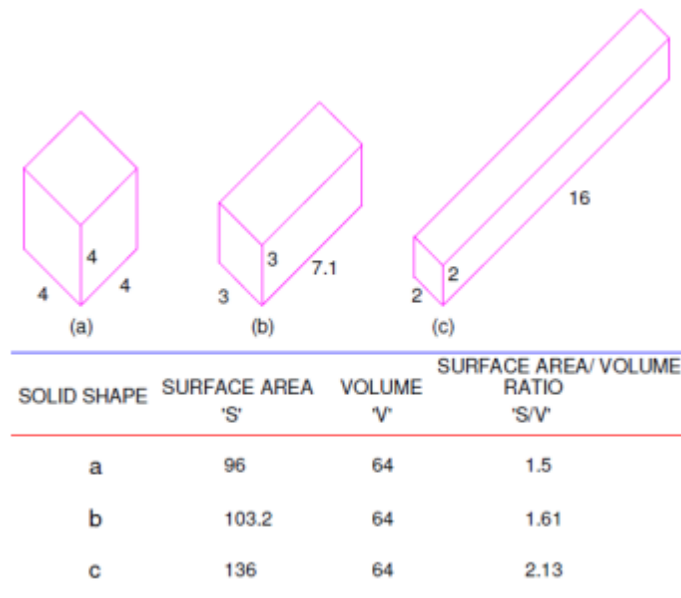 16
4
4
4
3
3
7.1
2
2
(a)
(b)
(c)
SOLID SHAPE
SURFACE AREA
'S'
VOLUME
'V'
SURFACE AREA/ VOLUME
RATIO
'S/V'
a 96 64 1.5
b 103.2 64 1.61
c 136 64 2.13